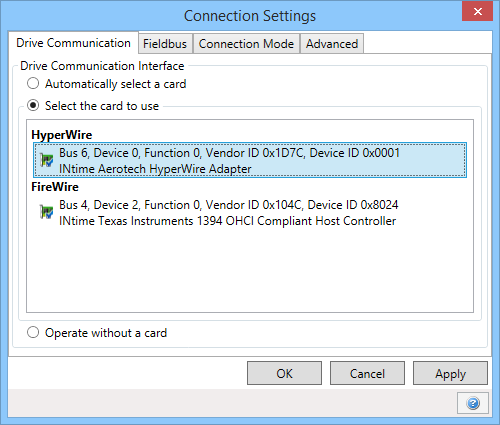 Connection Settings
Drive Communication Fieldbus Connection Mode Advanced
Drive Communication Interface
Automatically select a card
Select the card to use
HyperWire
Bus 6, Device 0, Function 0, Vendor ID 0x1D7C, Device ID 0x0001
INtime Aerotech HyperWire Adapter
FireWire
Bus 4, Device 2, Function 0, Vendor ID 0x104C, Device ID 0x8024
INtime Texas Instruments 1394 OHCI Compliant Host Controller
Operate without a card
OK Cancel Apply
?